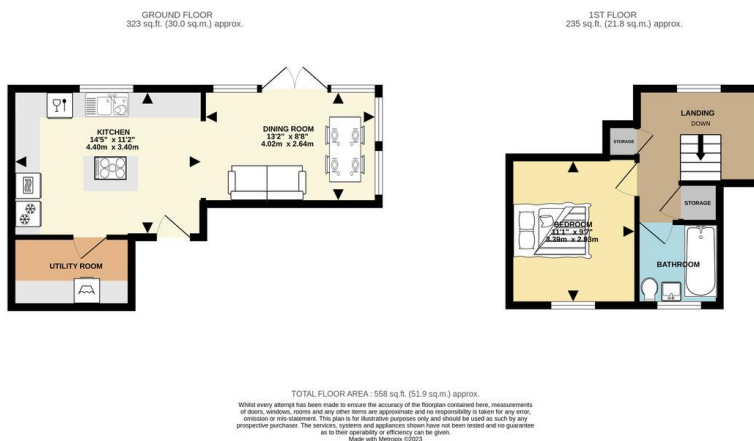 GROUND FLOOR
323 sq.ft. (30.0 sq.m.) approx.
1ST FLOOR
235 sq.ft. (21.8 sq.m.) approx.
KITCHEN
14'5" x 11'2"
4.40m x 3.40m
DINING ROOM
13'2" x 8'8"
4.02m x 2.64m
UTILITY ROOM
LANDING
DOWN
STORAGE
STORAGE
BEDROOM
11'1" x 9'7"
3.39m x 2.93m
BATHROOM
TOTAL FLOOR AREA : 558 sq.ft. (51.9 sq.m.) approx.
Whilst every attempt has been made to ensure the accuracy of the floorplan contained here, measurements
of doors, windows, rooms and any other items are approximate and no responsibility is taken for any error,
omission or mis-statement. This plan is for illustrative purposes only and should be used as such by any
prospective purchaser. The services, systems and appliances shown have not been tested and no guarantee
as to their operability or efficiency can be given.
Made with Metropix ©2023